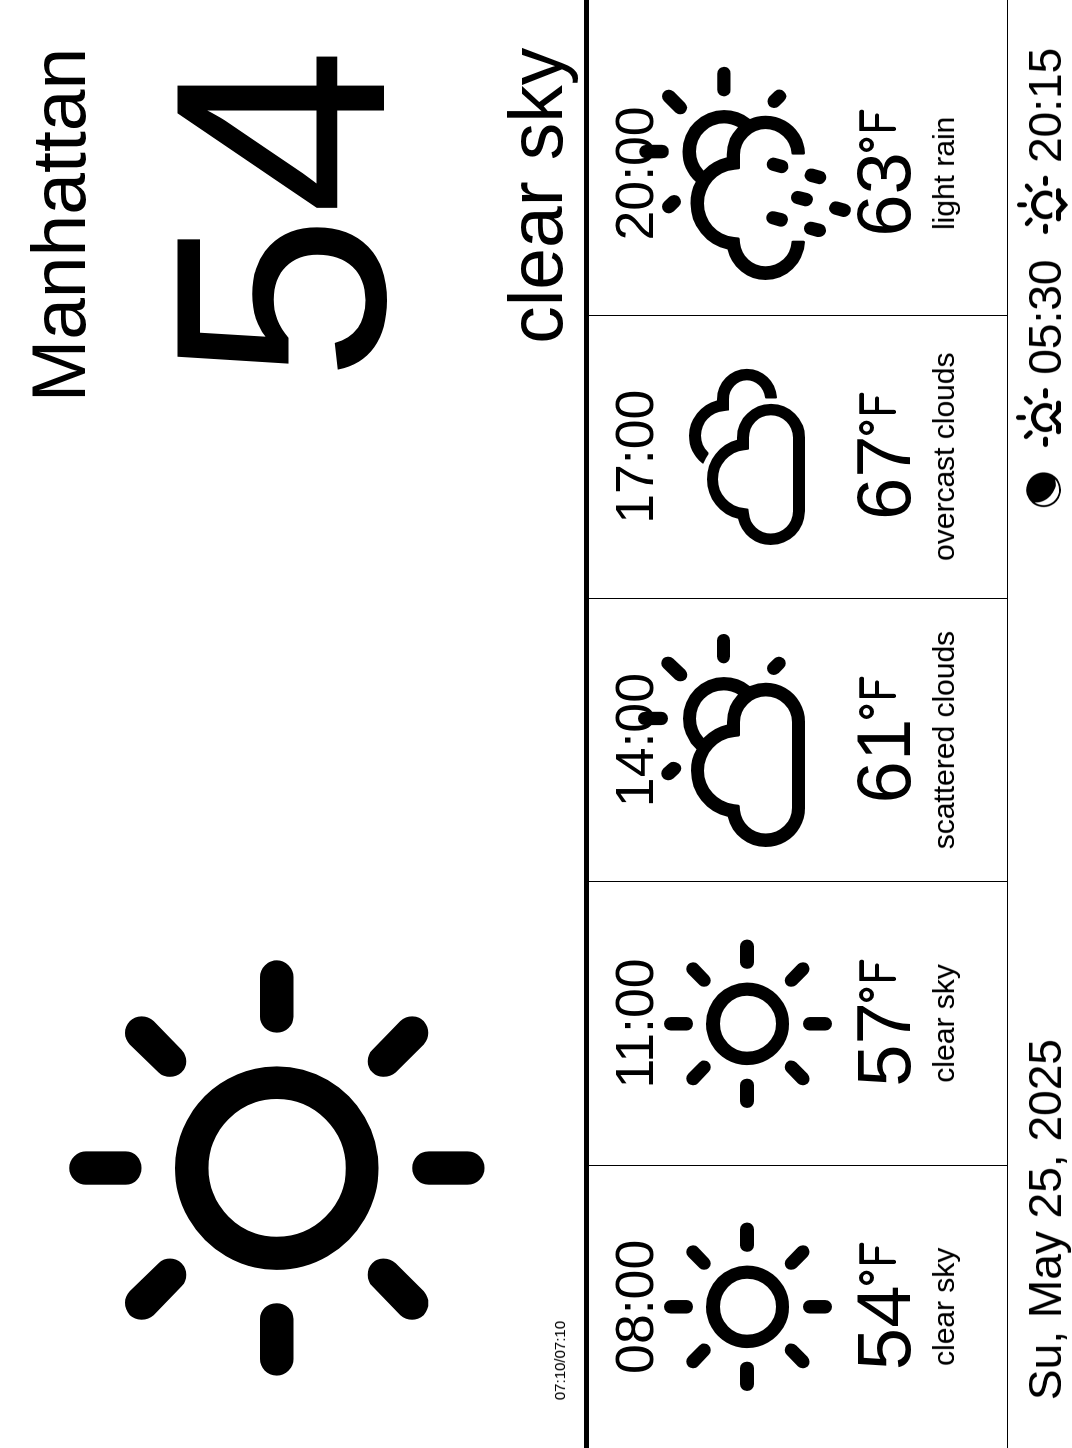 Manhattan
54
clear sky
07:10/07:10
08:00
54°F
clear sky
11:00
57°F
clear sky
14:00
61°F
scattered clouds
17:00
67°F
overcast clouds
20:00
63°F
light rain
Su, May 25, 2025
05:30
20:15